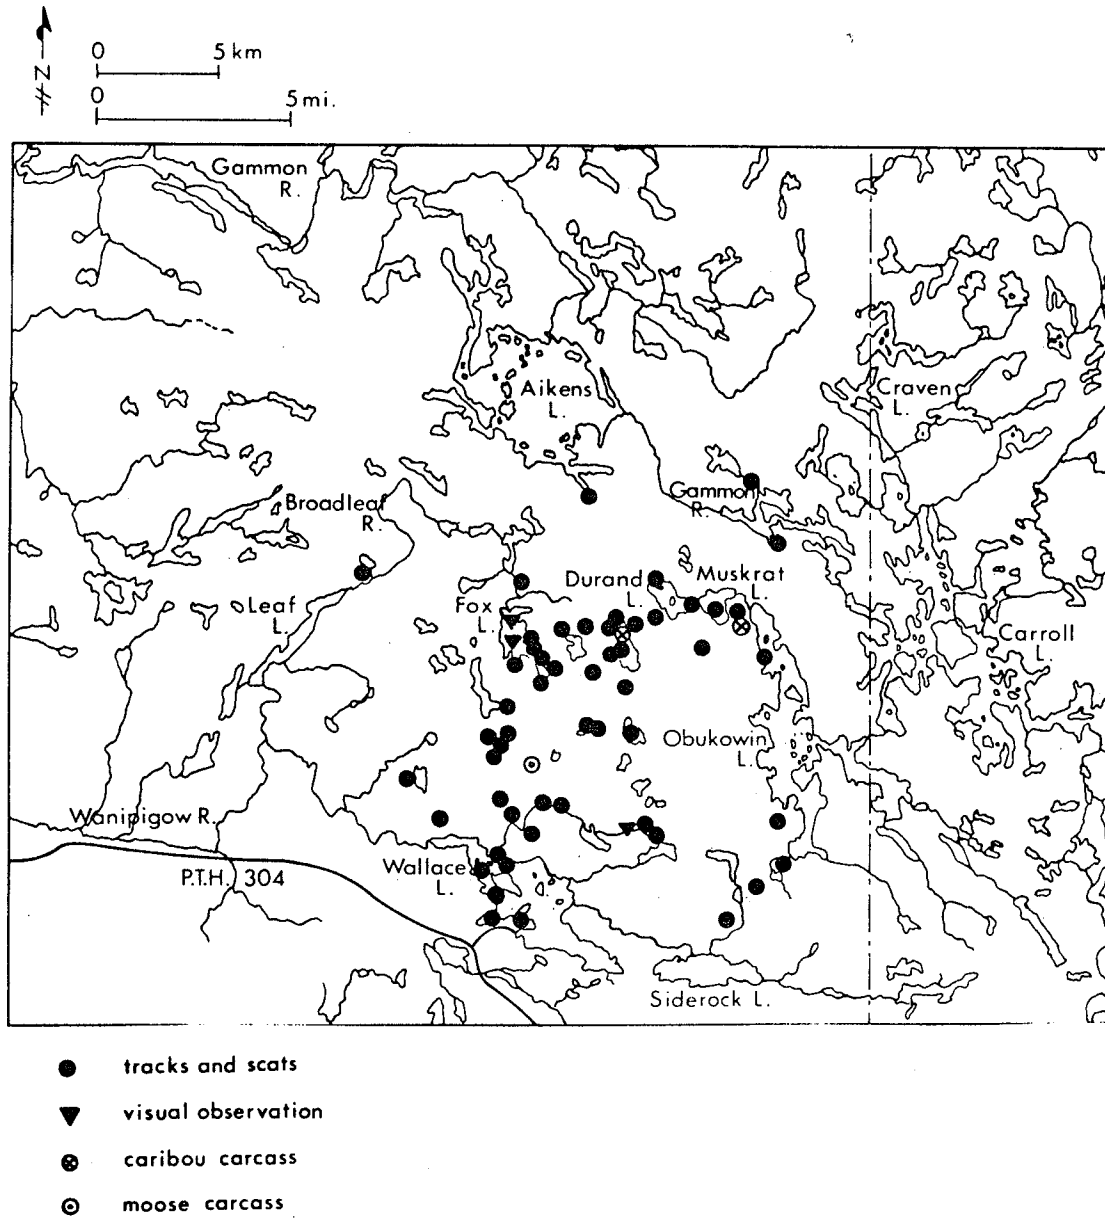 N
0 5 km
0 5 mi.
Gammon
R.
Aikens
L.
Craven
L.
Gammon
R.
Broadleaf
R.
Durand
L.
Muskrat
L.
Leaf
L.
Fox
L.
Carroll
L.
Obukowin
L.
Wanipigow R.
Wallace
L.
P.T.H. 304
Siderock L.
tracks and scats
visual observation
caribou carcass
moose carcass